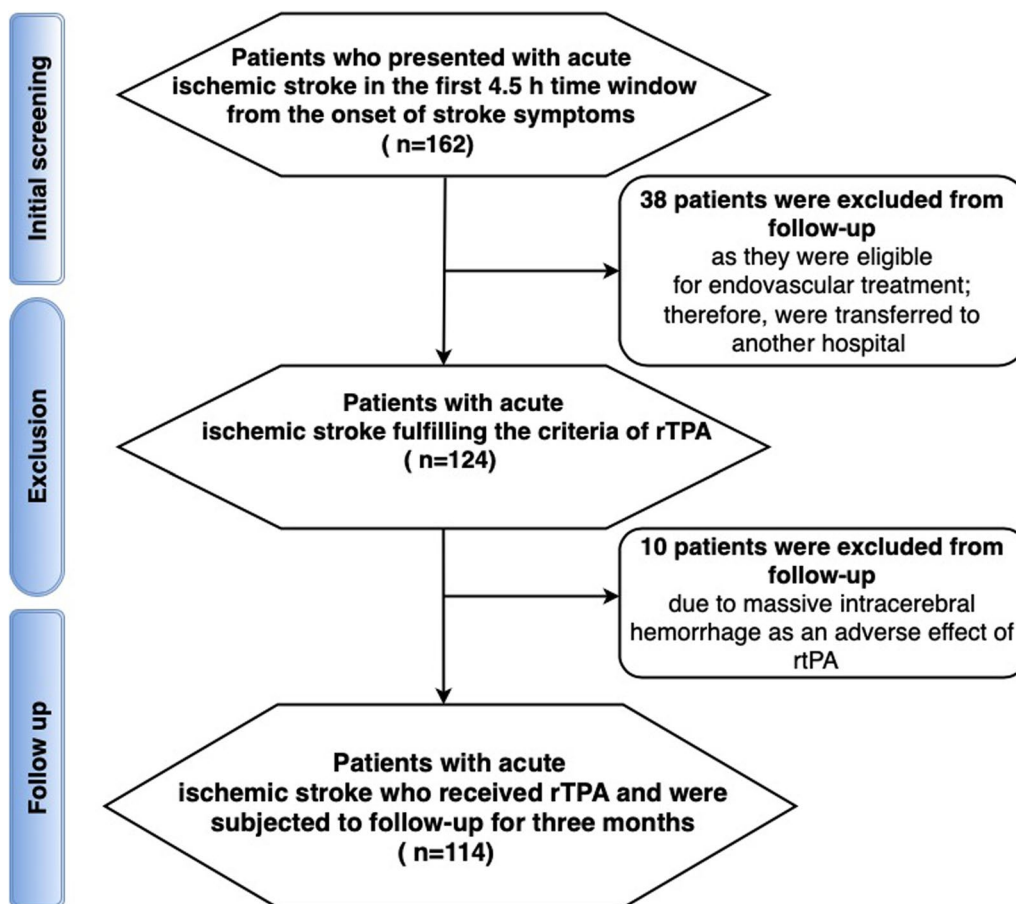 Initial screening
Patients who presented with acute
ischemic stroke in the first 4.5 h time window
from the onset of stroke symptoms
( n=162)
38 patients were excluded from
follow-up
as they were eligible
for endovascular treatment;
therefore, were transferred to
another hospital
Exclusion
Patients with acute
ischemic stroke fulfilling the criteria of rTPA
( n=124)
10 patients were excluded from
follow-up
due to massive intracerebral
hemorrhage as an adverse effect of
rtPA
Follow up
Patients with acute
ischemic stroke who received rTPA and were
subjected to follow-up for three months
( n=114)